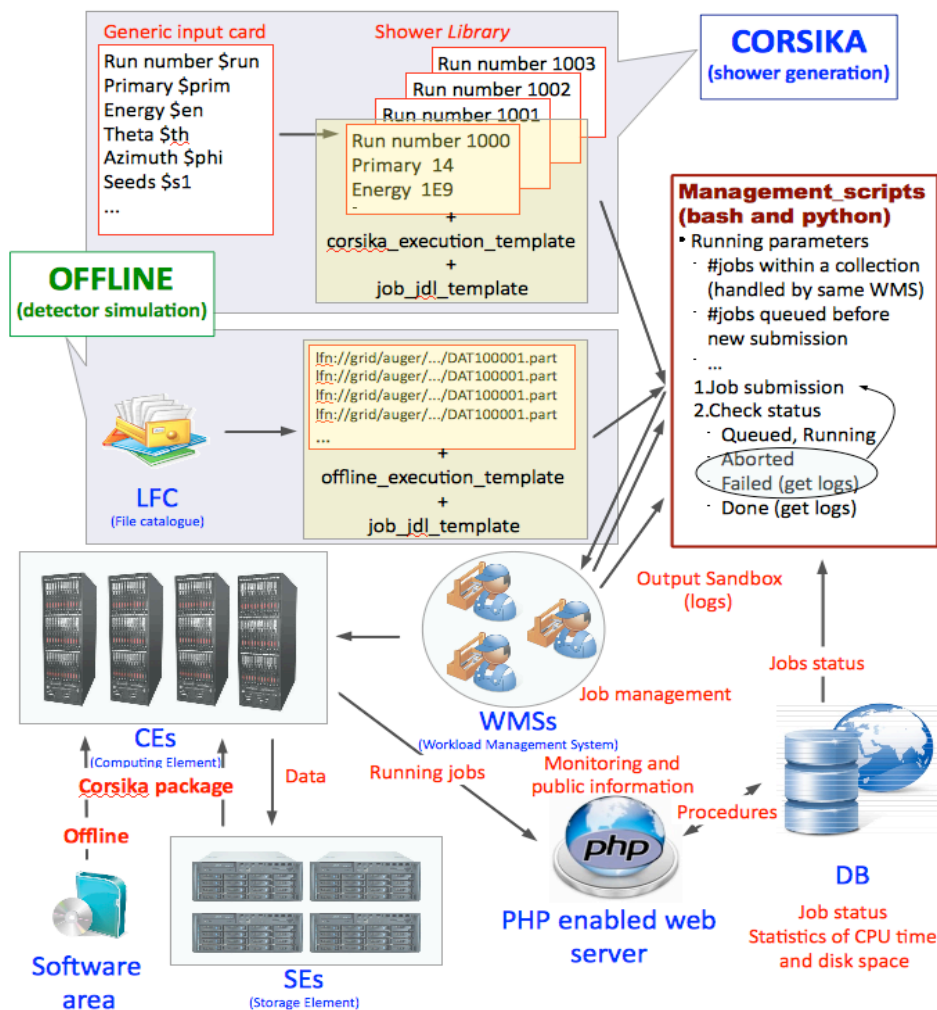 Generic input card
Run number $run
Primary $prim
Energy $en
Theta $th
Azimuth $phi
Seeds $s1
...
Shower Library
Run number 1003
Run number 1002
Run number 1001
Run number 1000
Primary 14
Energy 1E9
+
corsika_execution_template
+
job_jdl_template
CORSIKA
(shower generation)
OFFLINE
(detector simulation)
lfn://grid/auger/.../DAT100001.part
lfn://grid/auger/.../DAT100001.part
lfn://grid/auger/.../DAT100001.part
lfn://grid/auger/.../DAT100001.part
...
+
offline_execution_template
+
job_jdl_template
LFC
(File catalogue)
Management_scripts
(bash and python)
• Running parameters
· #jobs within a collection
(handled by same WMS)
· #jobs queued before
new submission
· ...
1.Job submission
2.Check status
· Queued, Running
· Aborted
· Failed (get logs)
· Done (get logs)
Output Sandbox
(logs)
Jobs status
Job management
WMSs
(Workload Management System)
CEs
(Computing Element)
Corsika package
Data
Running jobs
Monitoring and
public information
Procedures
Offline
php
DB
PHP enabled web
server
Job status
Statistics of CPU time
and disk space
Software
area
SEs
(Storage Element)